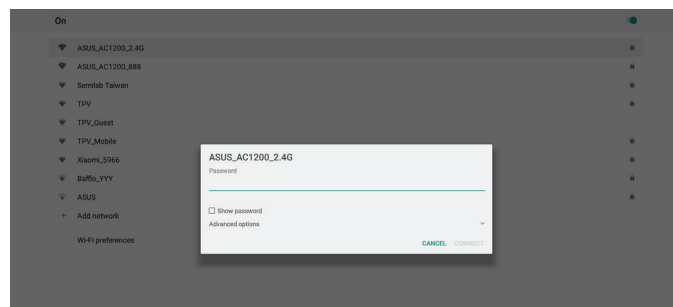 On
ASUS_AC1200_2.4G
ASUS_AC1200_888
Semilab Taiwan
TPV
TPV_Guest
TPV_Mobile
Xiaomi_5966
Baffio_YYY
ASUS
+ Add network
Wi-Fi preferences
ASUS_AC1200_2.4G
Password
Show password
Advanced options
CANCEL CONNECT